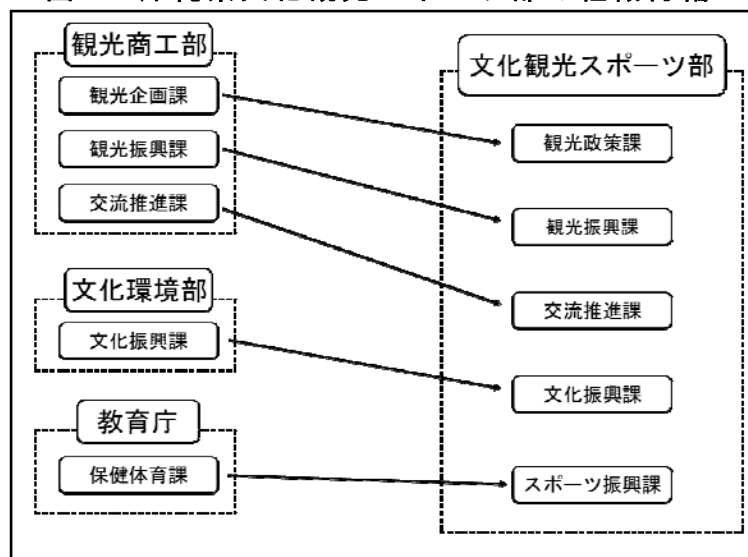 観光商工部
観光企画課
観光振興課
交流推進課
文化環境部
文化振興課
教育庁
保健体育課
文化観光スポーツ部
観光政策課
観光振興課
交流推進課
文化振興課
スポーツ振興課